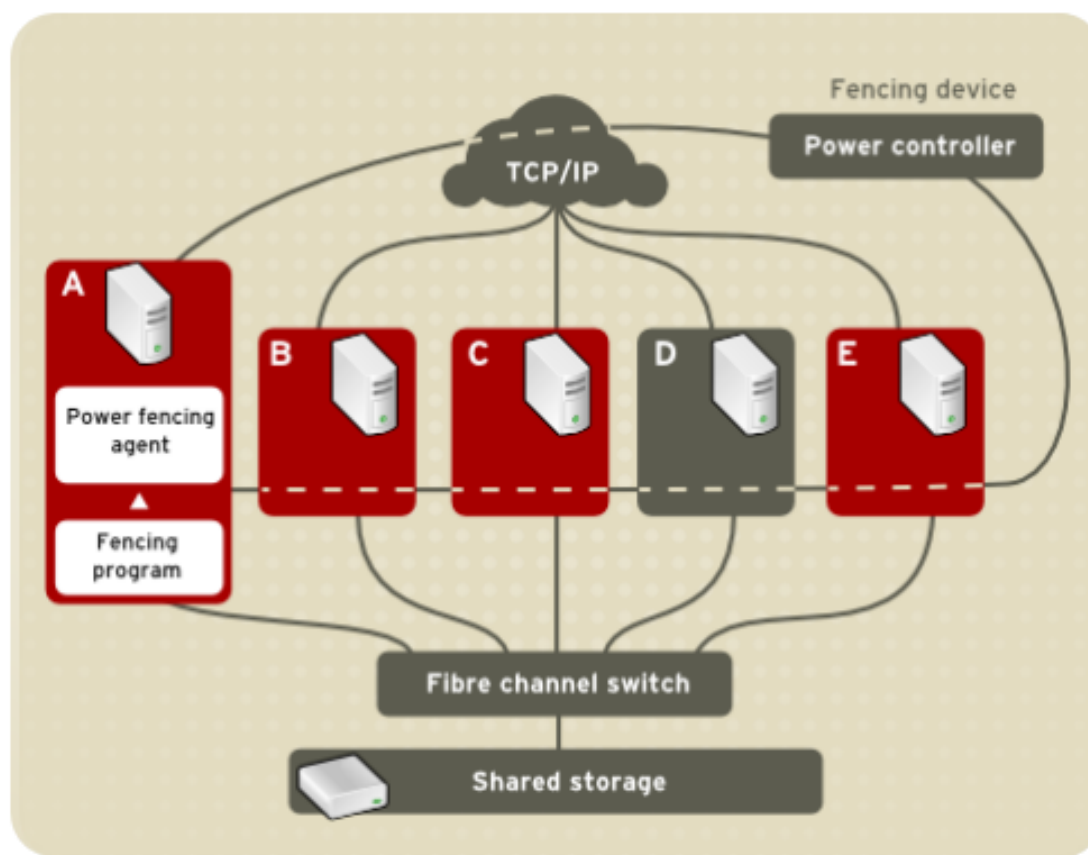 Fencing device
Power controller
TCP/IP
A
B
C
D
E
Power fencing
agent
Fencing
program
Fibre channel switch
Shared storage